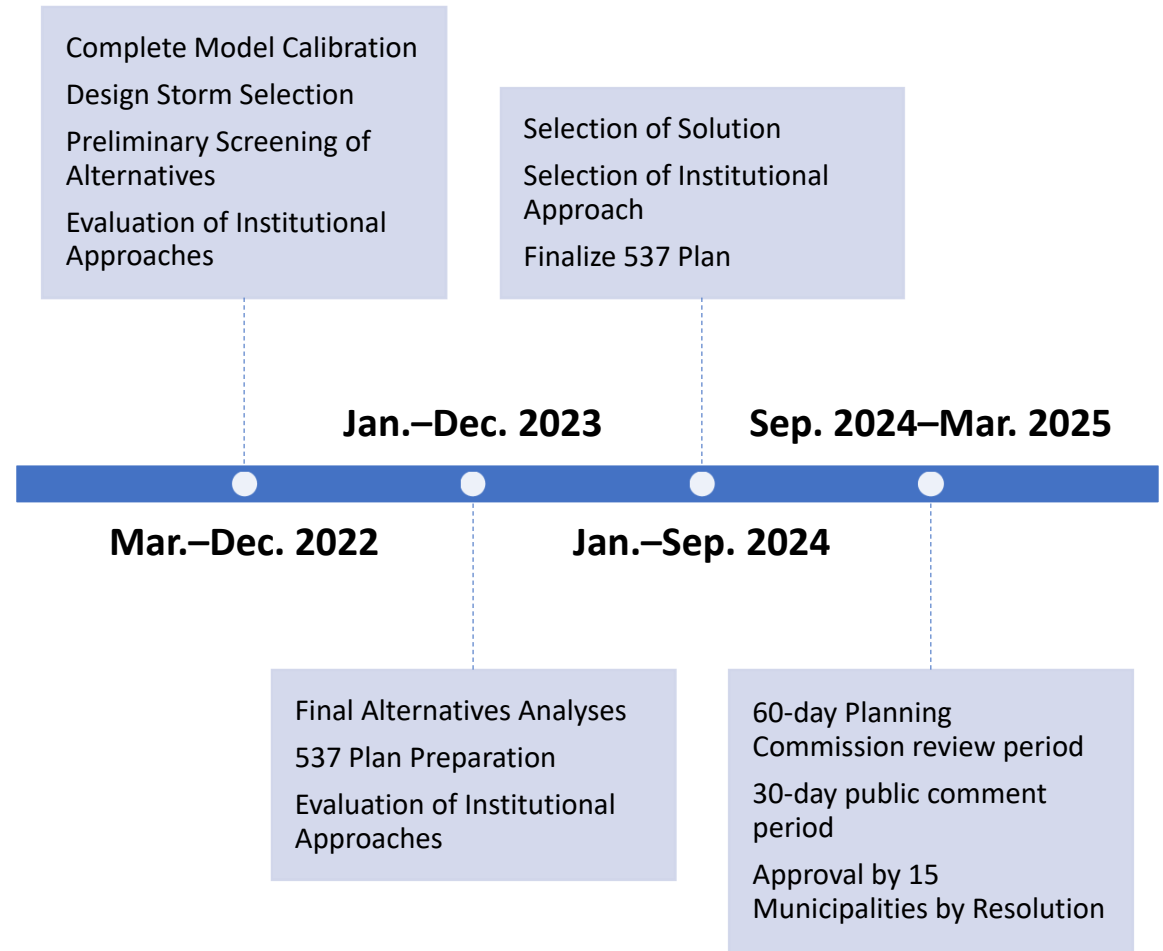 Complete Model Calibration
Design Storm Selection
Preliminary Screening of
Alternatives
Evaluation of Institutional
Approaches
Selection of Solution
Selection of Institutional
Approach
Finalize 537 Plan
Jan.–Dec. 2023
Sep. 2024–Mar. 2025
Mar.–Dec. 2022
Jan.–Sep. 2024
Final Alternatives Analyses
537 Plan Preparation
Evaluation of Institutional
Approaches
60-day Planning
Commission review period
30-day public comment
period
Approval by 15
Municipalities by Resolution